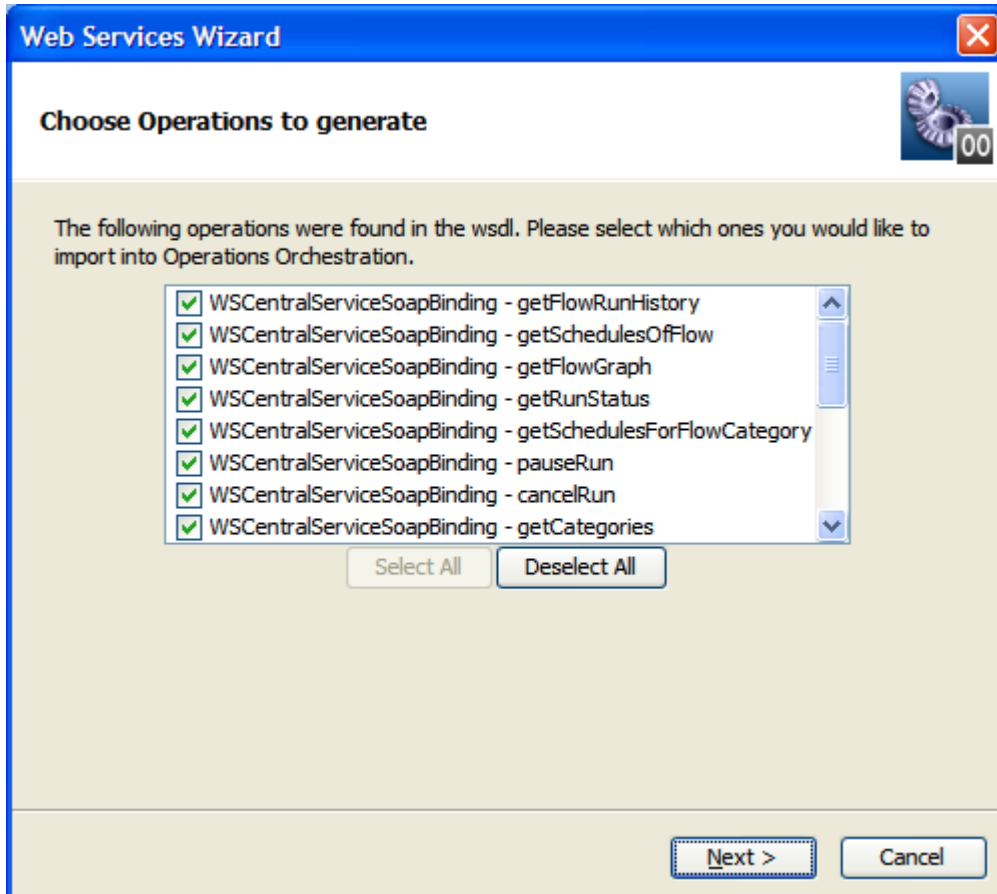 Web Services Wizard
Choose Operations to generate
OO
The following operations were found in the wsdl. Please select which ones you would like to
import into Operations Orchestration.
WSCentralServiceSoapBinding - getFlowRunHistory
WSCentralServiceSoapBinding - getSchedulesOfFlow
WSCentralServiceSoapBinding - getFlowGraph
WSCentralServiceSoapBinding - getRunStatus
WSCentralServiceSoapBinding - getSchedulesForFlowCategory
WSCentralServiceSoapBinding - pauseRun
WSCentralServiceSoapBinding - cancelRun
WSCentralServiceSoapBinding - getCategories
Select All Deselect All
Next > Cancel